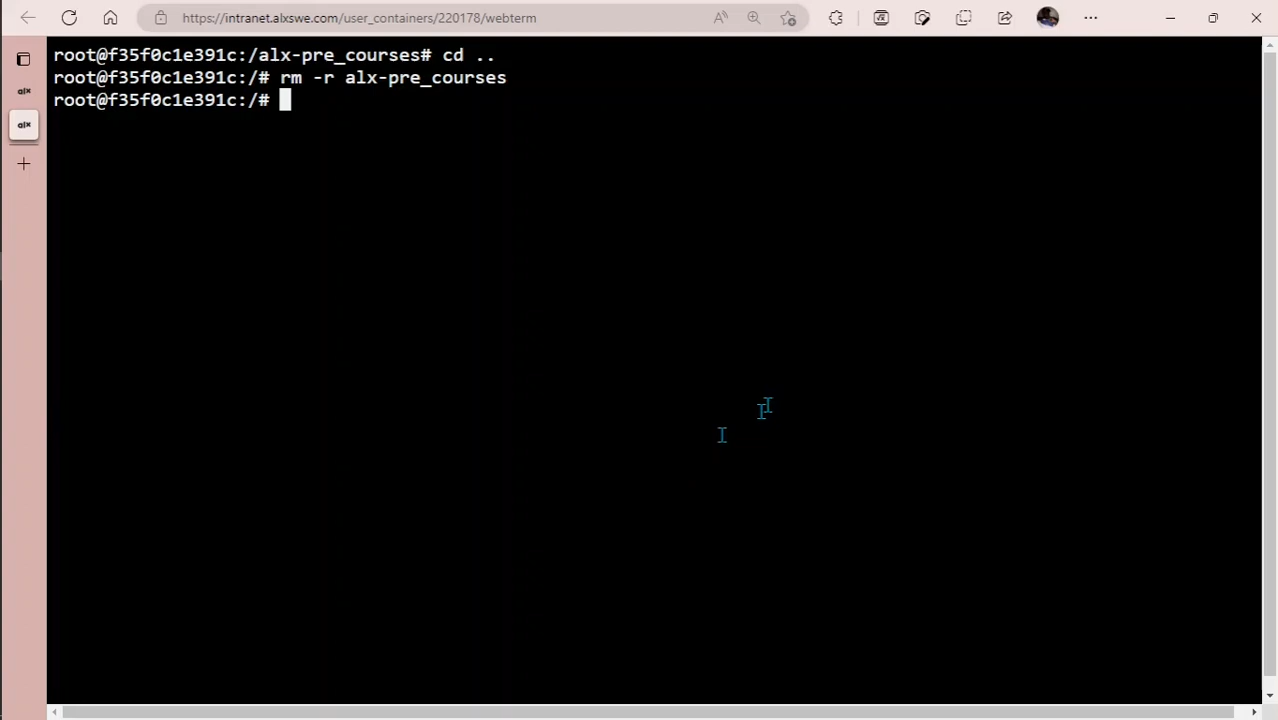 https://intranet.alxswe.com/user_containers/220178/webterm
alx
alx
root@f35f0c1e391c:/alx-pre_courses# cd ..
root@f35f0c1e391c:/# rm -r alx-pre_courses
root@f35f0c1e391c:/#